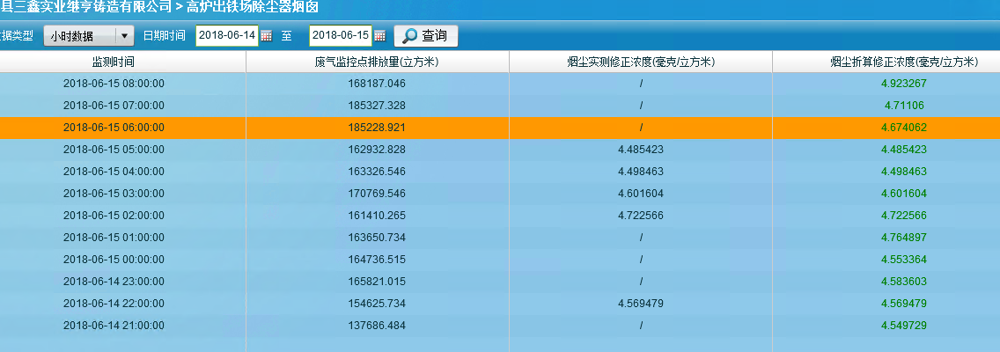 县三鑫实业继亨铸造有限公司 > 高炉出铁场除尘器烟囱
据类型 小时数据 日期时间 2018-06-14 至 2018-06-15 查询
监测时间 废气监控点排放量(立方米) 烟尘实测修正浓度(毫克/立方米) 烟尘折算修正浓度(毫克/立方米)
2018-06-15 08:00:00 168187.046 / 4.923267
2018-06-15 07:00:00 185327.328 / 4.71106
2018-06-15 06:00:00 185228.921 / 4.674062
2018-06-15 05:00:00 162932.828 4.485423 4.485423
2018-06-15 04:00:00 163326.546 4.498463 4.498463
2018-06-15 03:00:00 170769.546 4.601604 4.601604
2018-06-15 02:00:00 161410.265 4.722566 4.722566
2018-06-15 01:00:00 163650.734 / 4.764897
2018-06-15 00:00:00 164736.515 / 4.553364
2018-06-14 23:00:00 165821.015 / 4.583603
2018-06-14 22:00:00 154625.734 4.569479 4.569479
2018-06-14 21:00:00 137686.484 / 4.549729